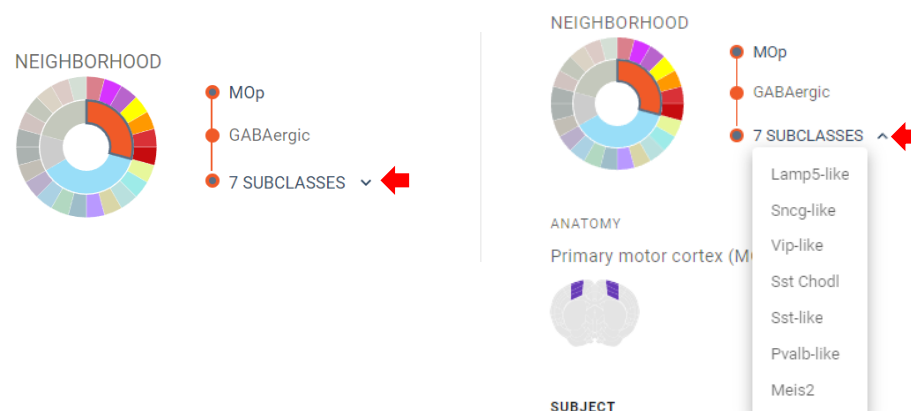 NEIGHBORHOOD
MOp
GABAergic
7 SUBCLASSES
NEIGHBORHOOD
MOp
GABAergic
7 SUBCLASSES
Lamp5-like
Sncg-like
Vip-like
Sst Chodl
Sst-like
Pvalb-like
Meis2
ANATOMY
Primary motor cortex (M
SUBJECT